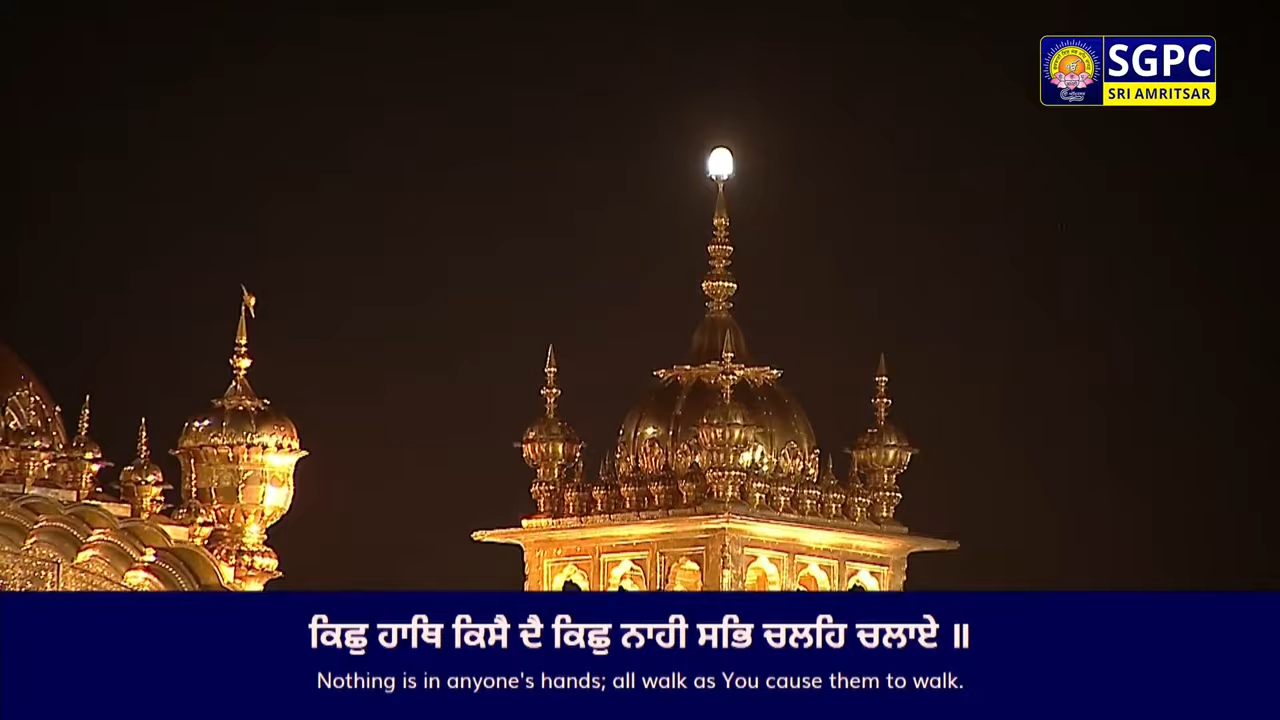 SGPC
SRI AMRITSAR
ਕਿਛੁ ਹਾਥਿ ਕਿਸੈ ਦੈ ਕਿਛੁ ਨਾਹੀ ਸਭਿ ਚਲਹਿ ਚਲਾਏ ॥
Nothing is in anyone's hands; all walk as You cause them to walk.